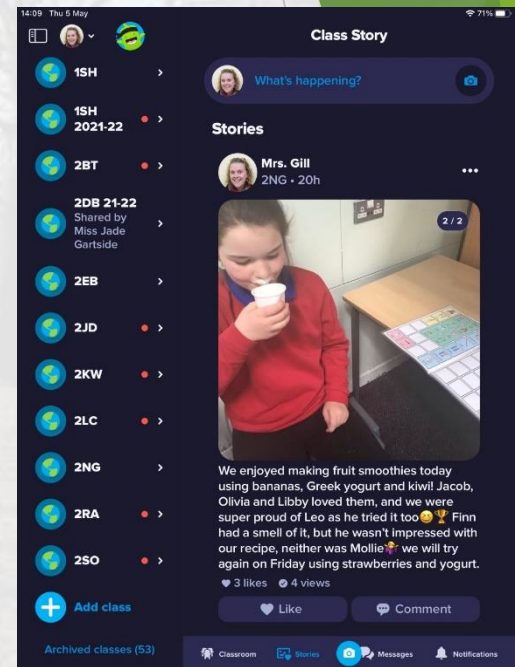 14:09 Thu 5 May
71%
1SH
1SH
2021-22
2BT
2DB 21-22
Shared by
Miss Jade
Gartside
2EB
2JD
2KW
2LC
2NG
2RA
2SO
Add class
Archived classes (53)
Class Story
What's happening?
Stories
Mrs. Gill
2NG • 20h
2 / 2
We enjoyed making fruit smoothies today
using bananas, Greek yogurt and kiwi! Jacob,
Olivia and Libby loved them, and we were
super proud of Leo as he tried it too😄🏆 Finn
had a smell of it, but he wasn't impressed with
our recipe, neither was Mollie🤷‍♀️ we will try
again on Friday using strawberries and yogurt.
3 likes 4 views
Like
Comment
Classroom
Stories
Messages
Notifications